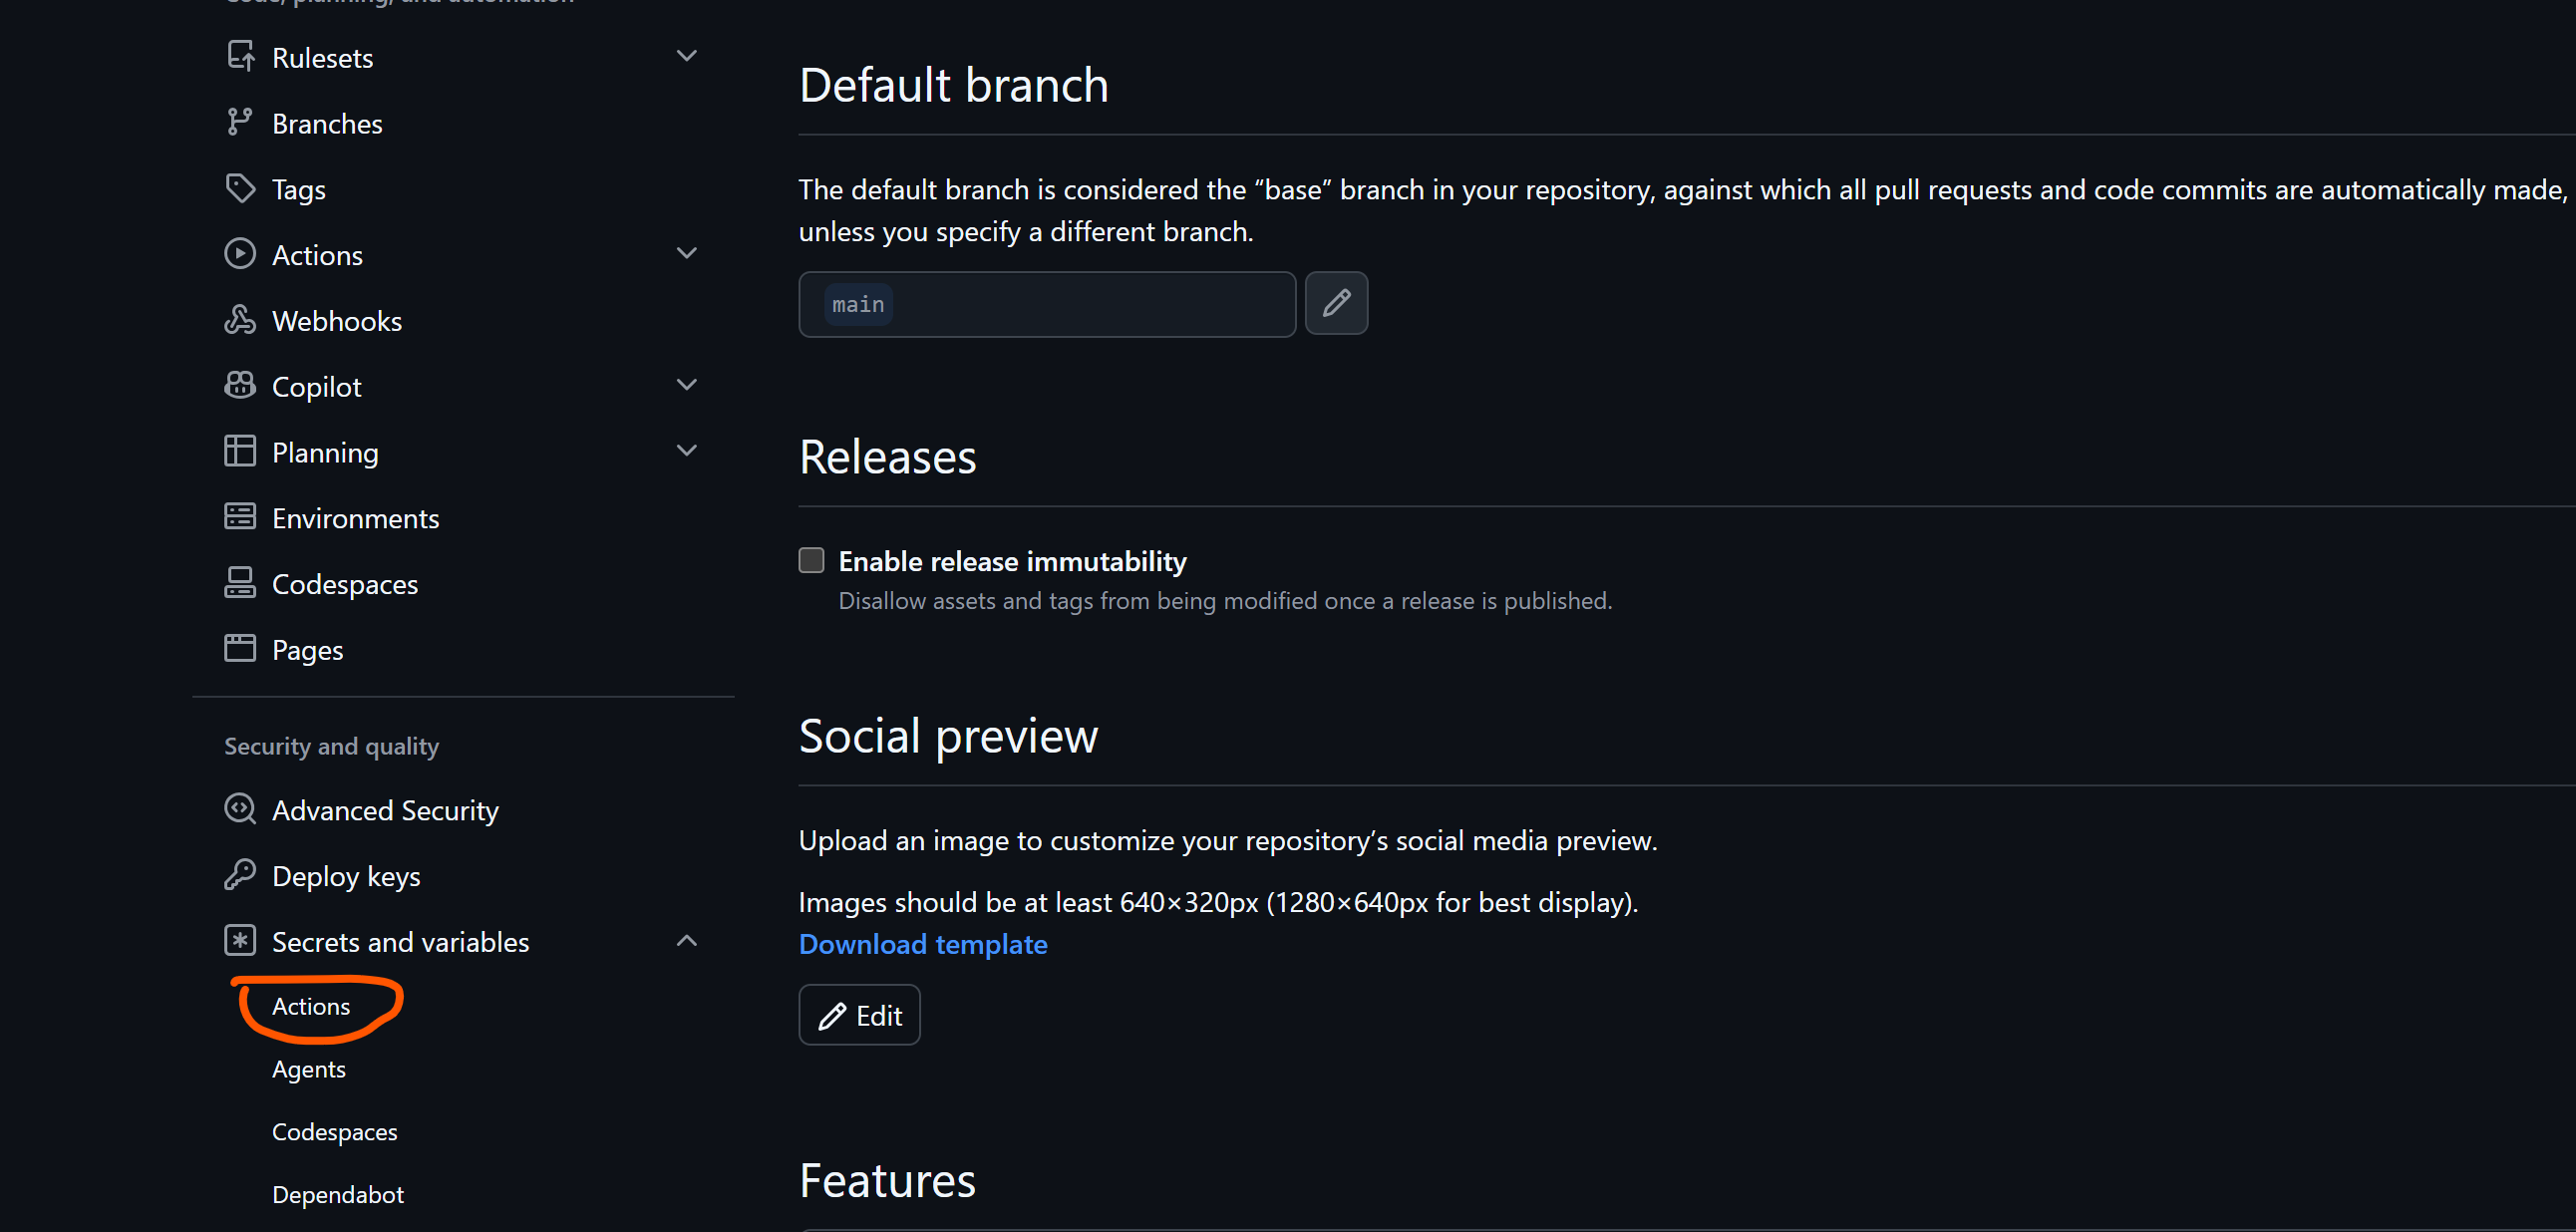 Code, planning, and automation
Rulesets
Branches
Tags
Actions
Webhooks
Copilot
Planning
Environments
Codespaces
Pages
Security and quality
Advanced Security
Deploy keys
Secrets and variables
Actions
Agents
Codespaces
Dependabot
Default branch
The default branch is considered the “base” branch in your repository, against which all pull requests and code commits are automatically made,
unless you specify a different branch.
main
Releases
Enable release immutability
Disallow assets and tags from being modified once a release is published.
Social preview
Upload an image to customize your repository’s social media preview.
Images should be at least 640×320px (1280×640px for best display).
Download template
Edit
Features